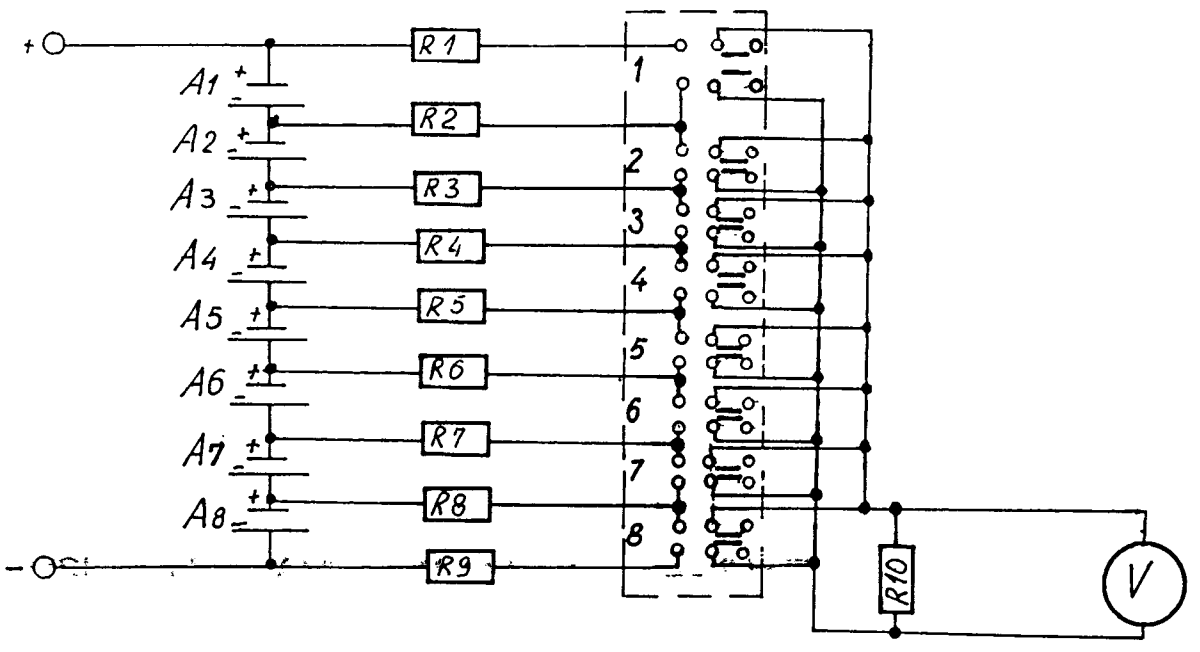 + R1
A1 + - 1
R2
A2 + - 2
R3
A3 + - 3
R4
A4 + - 4
R5
A5 + - 5
R6
A6 + - 6
R7
A7 + - 7
R8
A8 + - 8
- R9
R10
V